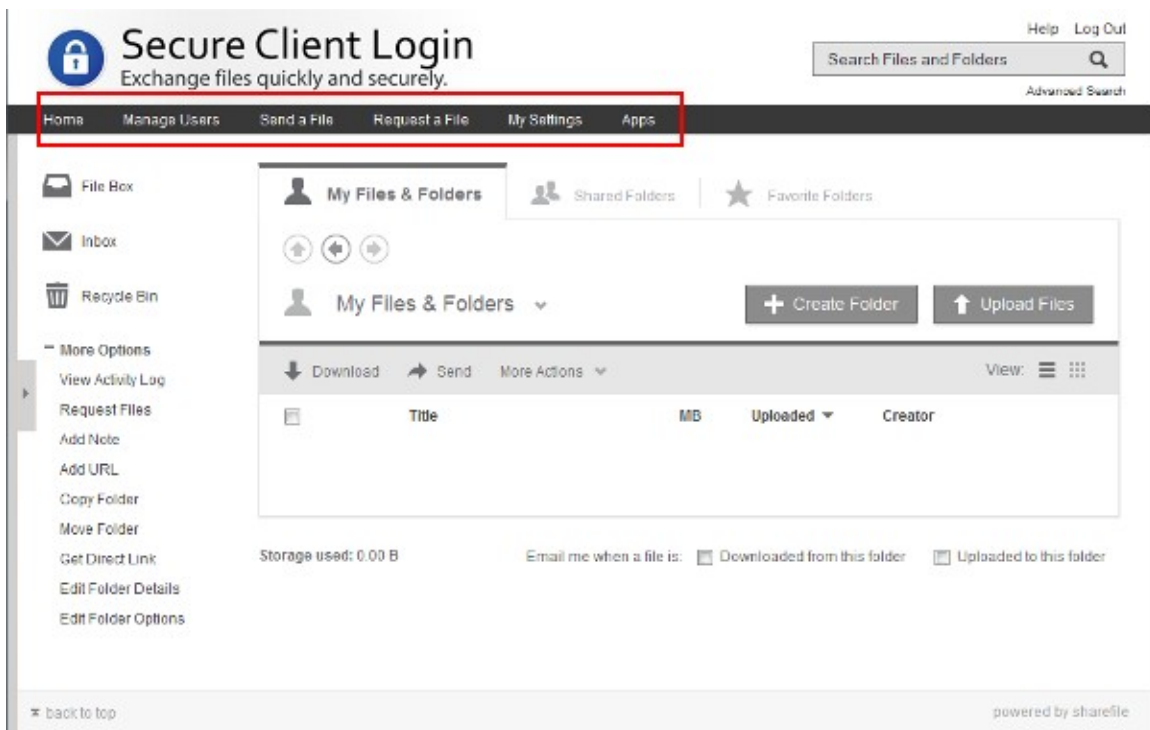 Help Log Out
Secure Client Login
Exchange files quickly and securely.
Search Files and Folders
Advanced Search
Home Manage Users Send a File Request a File My Settings Apps
File Box
Inbox
Recycle Bin
More Options
View Activity Log
Request Files
Add Note
Add URL
Copy Folder
Move Folder
Get Direct Link
Edit Folder Details
Edit Folder Options
My Files & Folders Shared Folders Favorite Folders
My Files & Folders
Create Folder Upload Files
Download Send More Actions View:
Title MB Uploaded Creator
Storage used: 0.00 B Email me when a file is: Downloaded from this folder Uploaded to this folder
back to top powered by sharefile